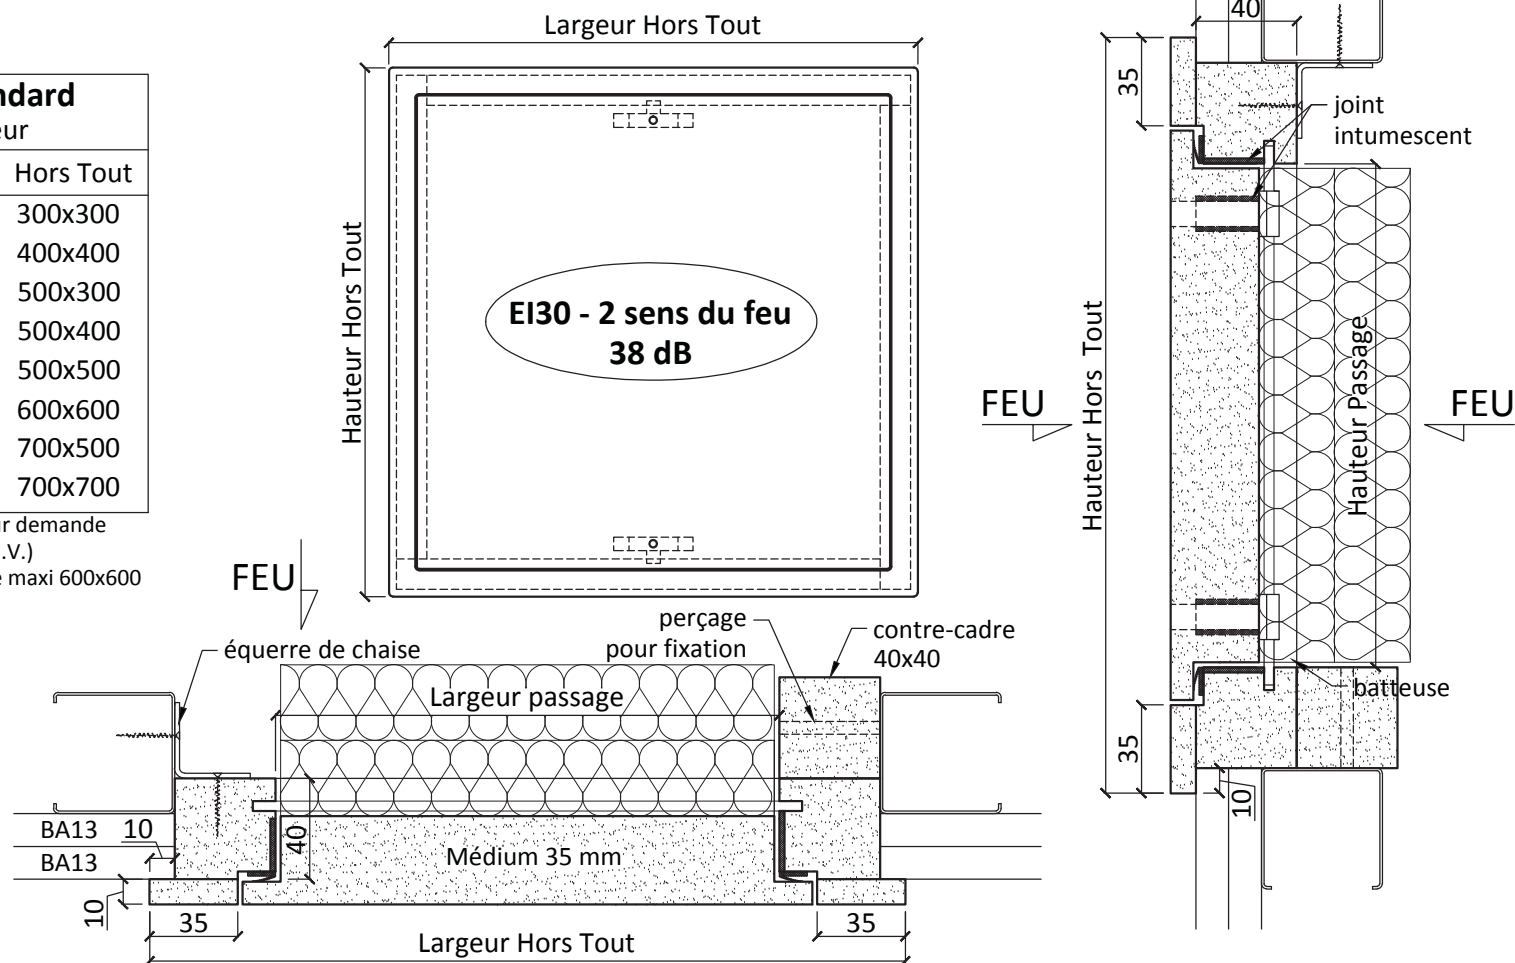 ndard
eur
Hors Tout
300x300
400x400
500x300
500x400
500x500
600x600
700x500
700x700
ur demande
.V.)
e maxi 600x600
Largeur Hors Tout
Hauteur Hors Tout
EI30 - 2 sens du feu
38 dB
FEU
équerre de chaise
perçage
pour fixation
contre-cadre
40x40
Largeur passage
BA13
BA13
10
10
40
Médium 35 mm
35
35
Largeur Hors Tout
40
35
joint
intumescent
Hauteur Hors Tout
Hauteur Passage
FEU
FEU
batteuse
35
10